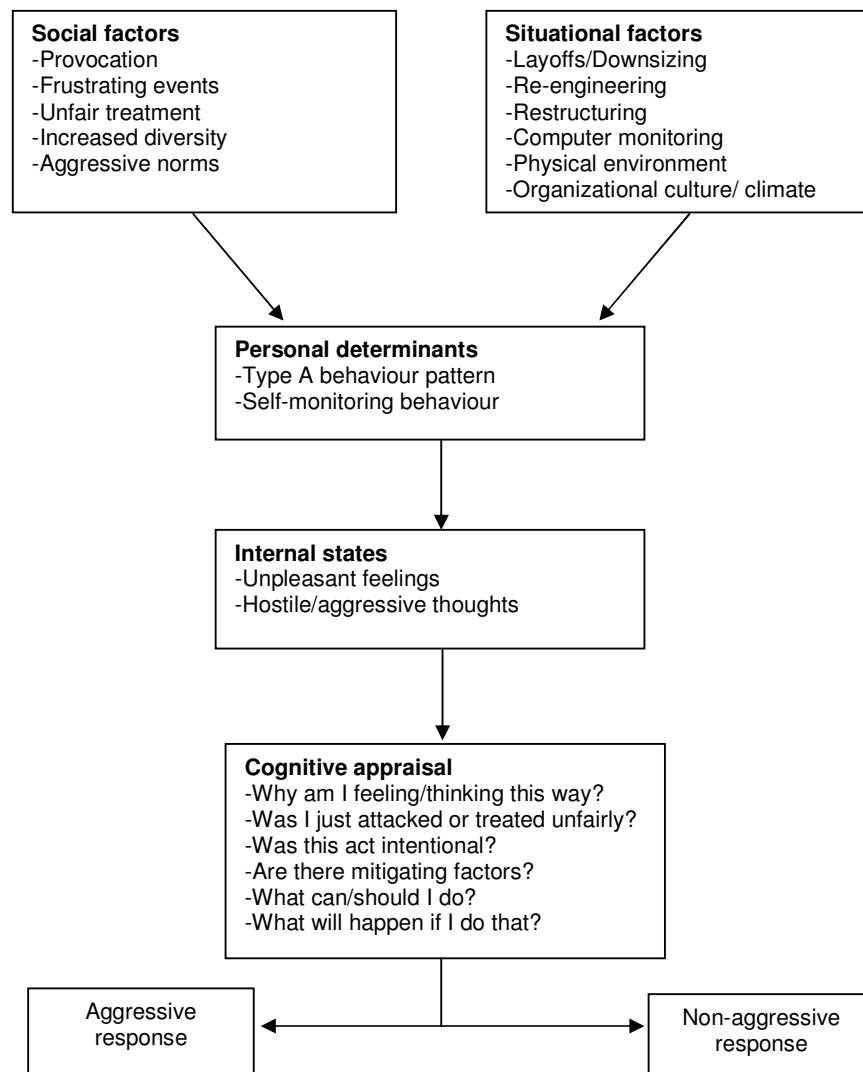 Social factors
-Provocation
-Frustrating events
-Unfair treatment
-Increased diversity
-Aggressive norms
Situational factors
-Layoffs/Downsizing
-Re-engineering
-Restructuring
-Computer monitoring
-Physical environment
-Organizational culture/ climate
Personal determinants
-Type A behaviour pattern
-Self-monitoring behaviour
Internal states
-Unpleasant feelings
-Hostile/aggressive thoughts
Cognitive appraisal
-Why am I feeling/thinking this way?
-Was I just attacked or treated unfairly?
-Was this act intentional?
-Are there mitigating factors?
-What can/should I do?
-What will happen if I do that?
Aggressive
response
Non-aggressive
response